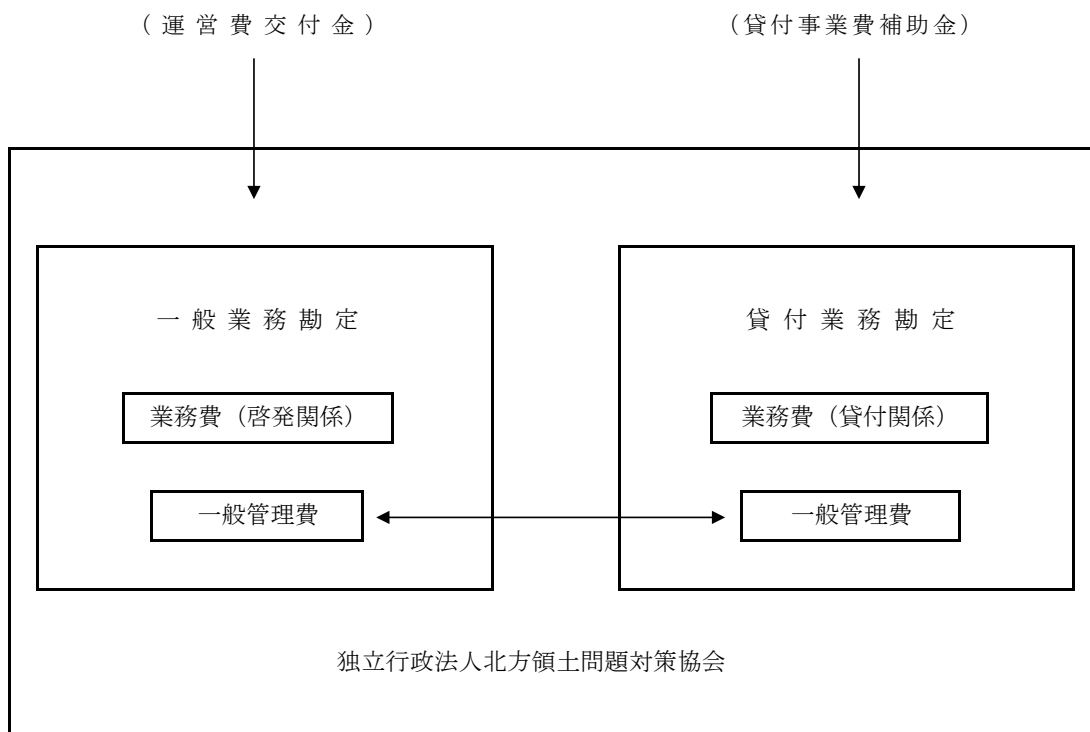 （運営費交付金）
（貸付事業費補助金）
一般業務勘定
貸付業務勘定
業務費（啓発関係）
業務費（貸付関係）
一般管理費
一般管理費
独立行政法人北方領土問題対策協会